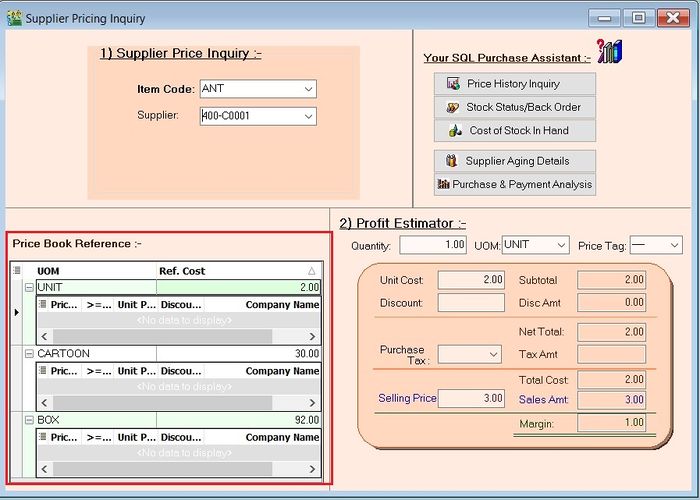 Supplier Pricing Inquiry
1) Supplier Price Inquiry :-
Item Code: ANT
Supplier: 400-C0001
Your SQL Purchase Assistant :-
Price History Inquiry
Stock Status/Back Order
Cost of Stock In Hand
Supplier Aging Details
Purchase & Payment Analysis
Price Book Reference :-
UOM Ref. Cost
UNIT 2.00
Pric... >=... Unit P... Discou... Company Name
<No data to display>
CARTOON 30.00
Pric... >=... Unit P... Discou... Company Name
<No data to display>
BOX 92.00
Pric... >=... Unit P... Discou... Company Name
<No data to display>
2) Profit Estimator :-
Quantity: 1.00 UOM: UNIT Price Tag: —
Unit Cost: 2.00 Subtotal 2.00
Discount: Disc Amt 0.00
Net Total: 2.00
Purchase Tax: Tax Amt
Total Cost: 2.00
Selling Price 3.00 Sales Amt: 3.00
Margin: 1.00